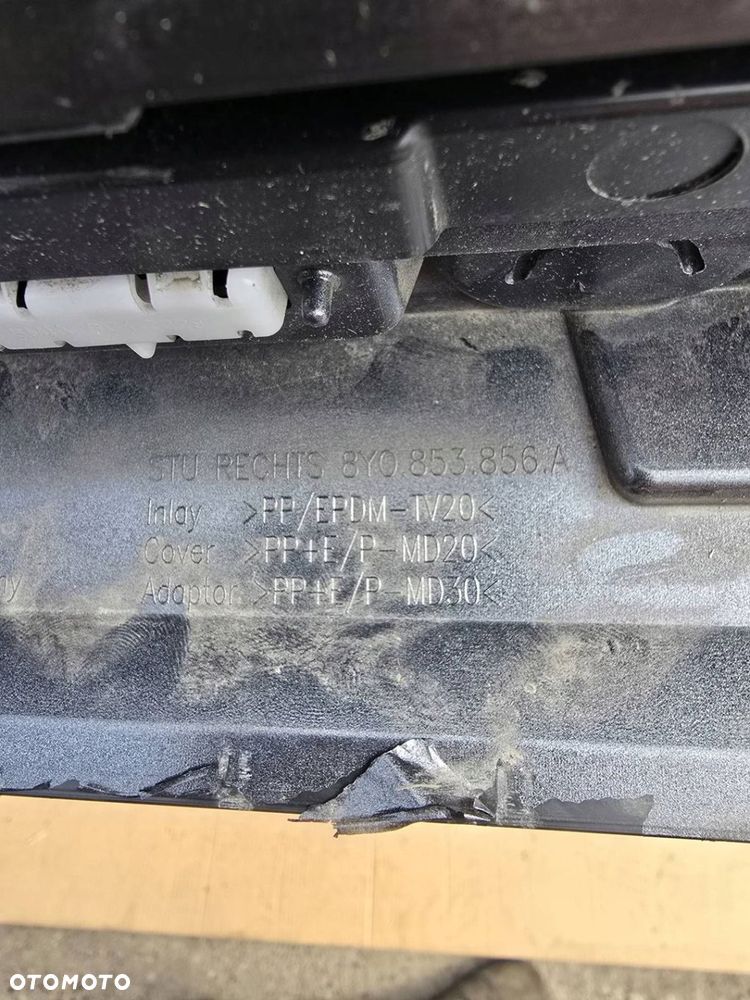 STU RECHTS 8Y0.853.856.A
Inlay >PP/EPDM-TV20<
Cover >PP+E/P-MD20<
Adaptor >PP+E/P-MD30<
OTOMOTO